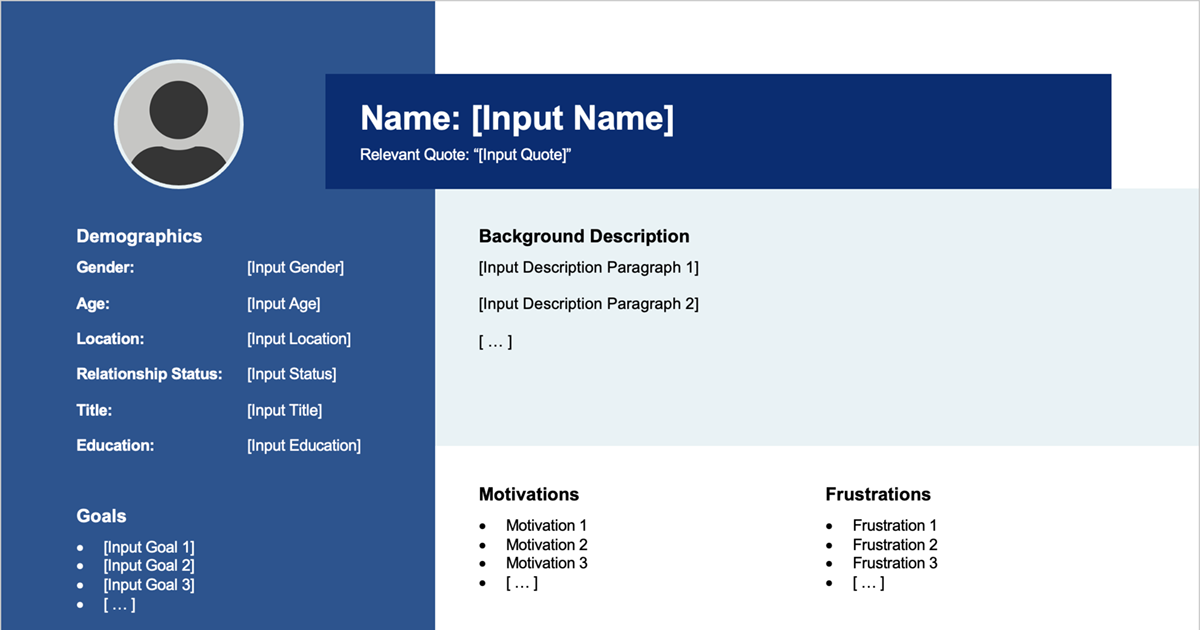 Name: [Input Name]
Relevant Quote: “[Input Quote]”
Demographics
Gender: [Input Gender]
Age: [Input Age]
Location: [Input Location]
Relationship Status: [Input Status]
Title: [Input Title]
Education: [Input Education]
Goals
• [Input Goal 1]
• [Input Goal 2]
• [Input Goal 3]
• [ … ]
Background Description
[Input Description Paragraph 1]
[Input Description Paragraph 2]
[ … ]
Motivations
• Motivation 1
• Motivation 2
• Motivation 3
• [ … ]
Frustrations
• Frustration 1
• Frustration 2
• Frustration 3
• [ … ]